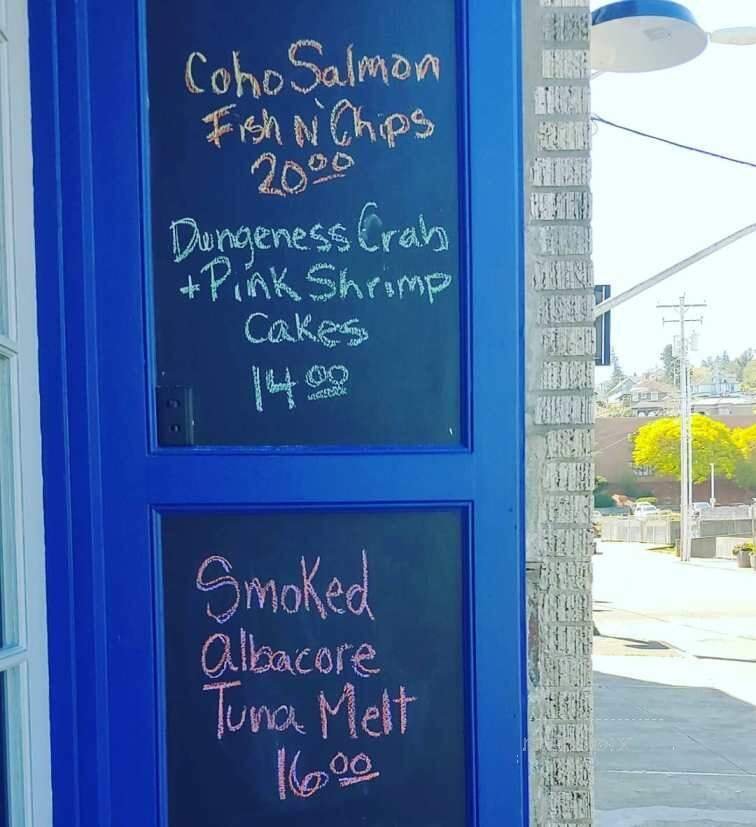 Coho Salmon
Fish N' Chips
20.00
Dungeness Crab
+ Pink Shrimp
Cakes
14.00
Smoked
Albacore
Tuna Melt
16.00